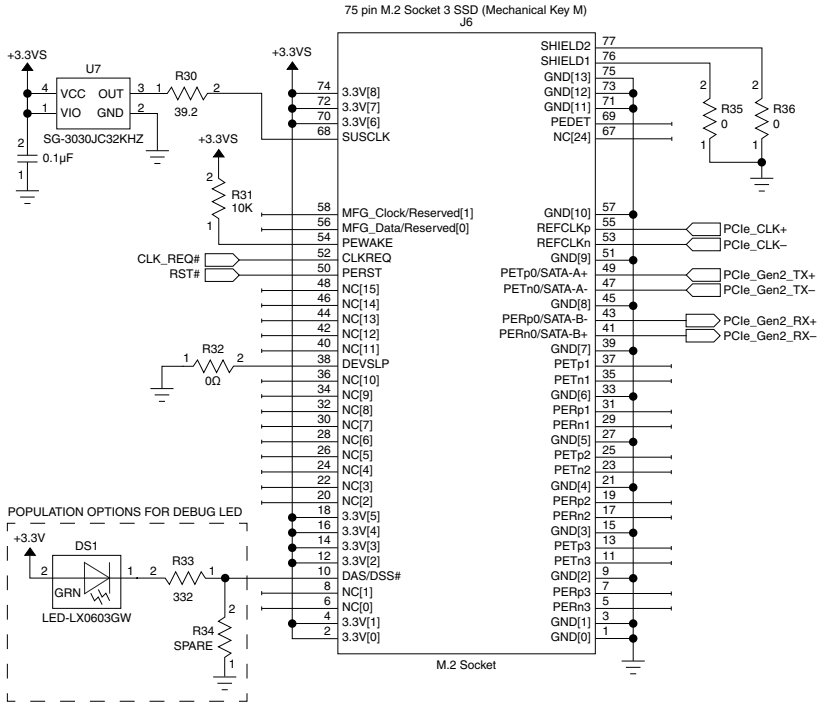 75 pin M.2 Socket 3 SSD (Mechanical Key M)
J6
+3.3VS
U7
4 VCC OUT 3
1 VIO GND 2
SG-3030JC32KHZ
2
0.1µF
1
1 R30 2
39.2
+3.3VS
2
R31
10K
1
+3.3VS
74 3.3V[8]
72 3.3V[7]
70 3.3V[6]
68 SUSCLK
58 MFG_Clock/Reserved[1]
56 MFG_Data/Reserved[0]
54 PEWAKE
CLK_REQ# 52 CLKREQ
RST# 50 PERST
48 NC[15]
46 NC[14]
44 NC[13]
42 NC[12]
40 NC[11]
R32
1 2
0Ω
38 DEVSLP
36 NC[10]
34 NC[9]
32 NC[8]
30 NC[7]
28 NC[6]
26 NC[5]
24 NC[4]
22 NC[3]
20 NC[2]
18 3.3V[5]
16 3.3V[4]
14 3.3V[3]
12 3.3V[2]
10 DAS/DSS#
8 NC[1]
6 NC[0]
4 3.3V[1]
2 3.3V[0]
POPULATION OPTIONS FOR DEBUG LED
+3.3V
DS1
2 1
GRN
LED-LX0603GW
R33
2 1
332
2
R34
SPARE
1
SHIELD2 77
SHIELD1 76
GND[13] 75
GND[12] 73
GND[11] 71
PEDET 69
NC[24] 67
2
R35
0
1
2
R36
0
1
GND[10] 57
REFCLKp 55 PCIe_CLK+
REFCLKn 53 PCIe_CLK–
GND[9] 51
PETp0/SATA-A+ 49 PCIe_Gen2_TX+
PETn0/SATA-A- 47 PCIe_Gen2_TX–
GND[8] 45
PERp0/SATA-B- 43 PCIe_Gen2_RX+
PERn0/SATA-B+ 41 PCIe_Gen2_RX–
GND[7] 39
PETp1 37
PETn1 35
GND[6] 33
PERp1 31
PERn1 29
GND[5] 27
PETp2 25
PETn2 23
GND[4] 21
PERp2 19
PERn2 17
GND[3] 15
PETp3 13
PETn3 11
GND[2] 9
PERp3 7
PERn3 5
GND[1] 3
GND[0] 1
M.2 Socket